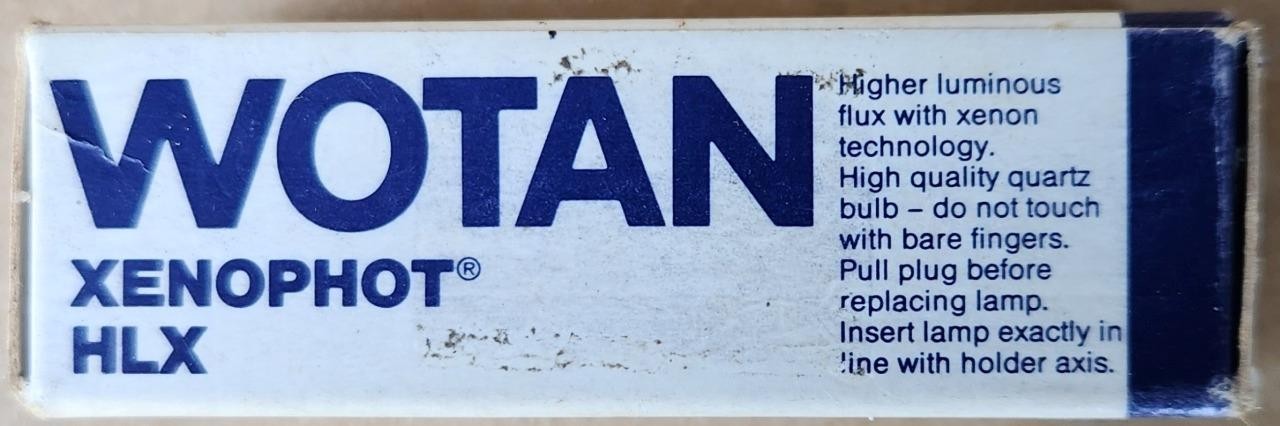 WOTAN
XENOPHOT®
HLX
Higher luminous
flux with xenon
technology.
High quality quartz
bulb – do not touch
with bare fingers.
Pull plug before
replacing lamp.
Insert lamp exactly in
line with holder axis.